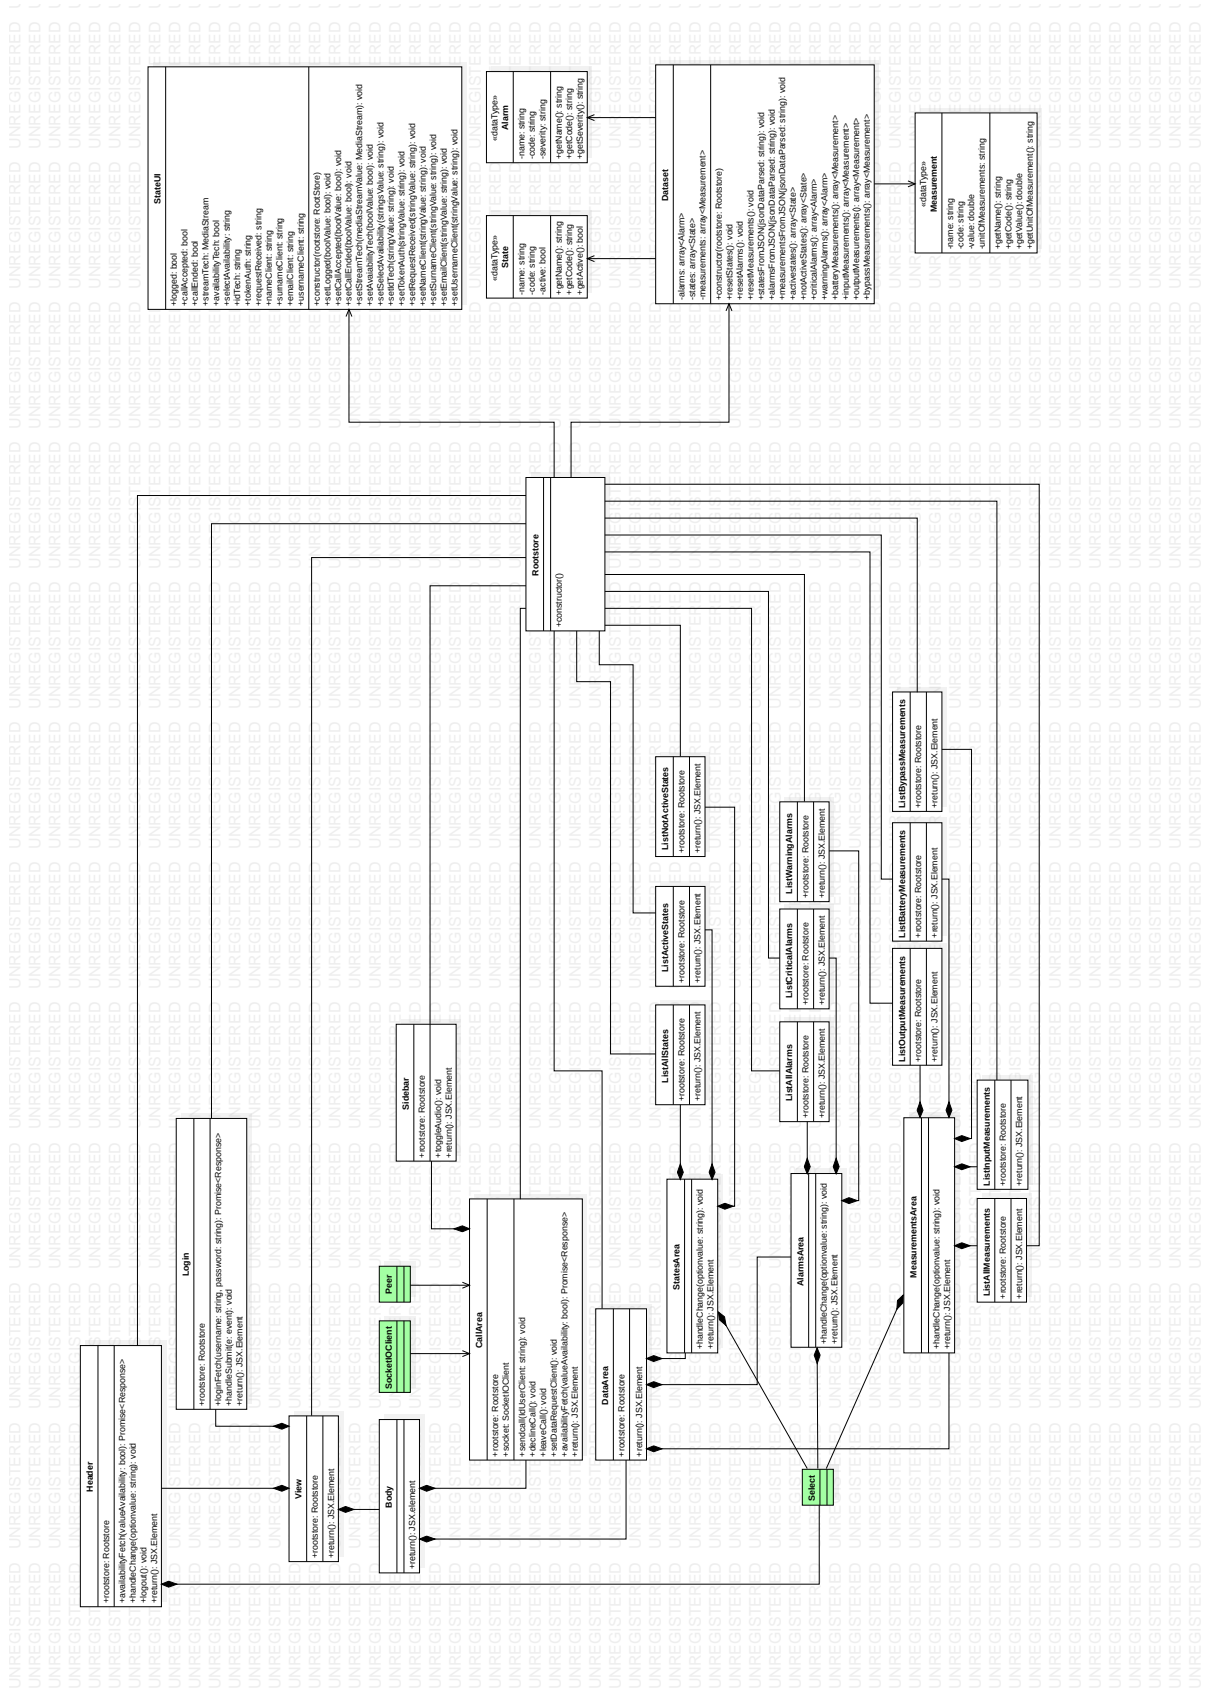 StateUI
+logged: bool
+callAccepted: bool
+callEnded: bool
+streamTech: MediaStream
+availabilityTech: bool
+selectAvailability: string
+idTech: string
+tokenAuth: string
+requestReceived: string
+nameClient: string
+surnameClient: string
+emailClient: string
+usernameClient: string
+constructor(rootstore: RootStore)
+setLogged(boolValue: bool): void
+setCallAccepted(boolValue: bool): void
+setCallEnded(boolValue: bool): void
+setStreamTech(mediaStreamValue: MediaStream): void
+setAvaiabilityTech(boolValue: bool): void
+setSelectAvailability(stringsValue: string): void
+setIdTech(stringValue: string): void
+setTokenAuth(stringValue: string): void
+setRequestReceived(stringValue: string): void
+setNameClient(stringValue: string): void
+setSurnameClient(stringValue: string): void
+setEmailClient(stringValue: string): void
+setUsernameClient(stringValue: string): void
«dataType»
Alarm
-name: string
-code: string
-severity: string
+getName(): string
+getCode(): string
+getSeverity(): string
«dataType»
State
-name: string
-code: string
-active: bool
+getName(): string
+getCode(): string
+getActive(): bool
Dataset
-alarms: array<Alarm>
-states: array<State>
-measurements: array<Measurement>
+constructor(rootstore: Rootstore)
+resetStates(): void
+resetAlarms(): void
+resetMeasurements(): void
+statesFromJSON(jsonDataParsed: string): void
+alarmsFromJSON(jsonDataParsed: string): void
+measurementsFromJSON(jsonDataParsed: string): void
+activestates(): array<State>
+notActiveStates(): array<State>
+criticalAlarms(): array<Alarm>
+warningAlarms(): array<Alarm>
+batteryMeasurements(): array<Measurement>
+inputMeasurements(): array<Measurement>
+outputMeasurements(): array<Measurement>
+bypassMeasurements(): array<Measurement>
«dataType»
Measurement
-name: string
-code: string
-value: double
-unitOfMeasurements: string
+getName(): string
+getCode(): string
+getValue(): double
+getUnitOfMeasurement(): string
Rootstore
+constructor()
ListNotActiveStates
+rootstore: Rootstore
+return(): JSX.Element
ListActiveStates
+rootstore: Rootstore
+return(): JSX.Element
ListAllStates
+rootstore: Rootstore
+return(): JSX.Element
ListWarningAlarms
+rootstore: Rootstore
+return(): JSX.Element
ListCriticalAlarms
+rootstore: Rootstore
+return(): JSX.Element
ListAllAlarms
+rootstore: Rootstore
+return(): JSX.Element
ListBypassMeasurements
+rootstore: Rootstore
+return(): JSX.Element
ListBatteryMeasurements
+rootstore: Rootstore
+return(): JSX.Element
ListOutputMeasurements
+rootstore: Rootstore
+return(): JSX.Element
ListInputMeasurements
+rootstore: Rootstore
+return(): JSX.Element
ListAllMeasurements
+rootstore: Rootstore
+return(): JSX.Element
Sidebar
+rootstore: Rootstore
+toggleAudio(): void
+return(): JSX.Element
Login
+rootstore: Rootstore
+loginFetch(username: string, password: string): Promise<Response>
+handleSubmit(e: event): void
+return(): JSX.Element
Peer
SocketIOClient
CallArea
+rootstore: Rootstore
+socket: SocketIOClient
+sendcall(IdUserClient: string): void
+declineCall(): void
+leaveCall(): void
+setDataRequestClient(): void
+availabilityFetch(valueAvailability: bool): Promise<Response>
+return(): JSX.Element
StatesArea
+handleChange(optionvalue: string): void
+return(): JSX.Element
AlarmsArea
+handleChange(optionvalue: string): void
+return(): JSX.Element
MeasurementsArea
+handleChange(optionvalue: string): void
+return(): JSX.Element
DataArea
+rootstore: Rootstore
+return(): JSX.Element
Header
+rootstore: Rootstore
+availabilityFetch(valueAvailability: bool): Promise<Response>
+handleChange(optionvalue: string): void
+logout(): void
+return(): JSX.Element
View
+rootstore: Rootstore
+return(): JSX.Element
Body
+return(): JSX.element
Select